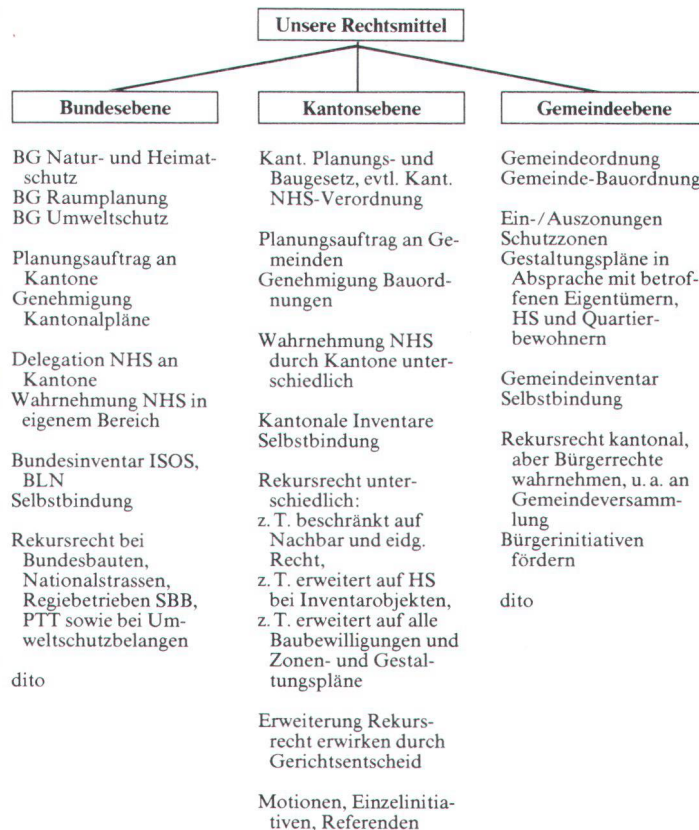 Unsere Rechtsmittel
Bundesebene
BG Natur- und Heimat-
schutz
BG Raumplanung
BG Umweltschutz
Planungsauftrag an
Kantone
Genehmigung
Kantonalpläne
Delegation NHS an
Kantone
Wahrnehmung NHS in
eigenem Bereich
Bundesinventar ISOS,
BLN
Selbstbindung
Rekursrecht bei
Bundesbauten,
Nationalstrassen,
Regiebetrieben SBB,
PTT sowie bei Um-
weltschutzbelangen
dito
Kantonsebene
Kant. Planungs- und
Baugesetz, evtl. Kant.
NHS-Verordnung
Planungsauftrag an Ge-
meinden
Genehmigung Bauord-
nungen
Wahrnehmung NHS
durch Kantone unter-
schiedlich
Kantonale Inventare
Selbstbindung
Rekursrecht unter-
schiedlich:
z. T. beschränkt auf
Nachbar und eidg.
Recht,
z. T. erweitert auf HS
bei Inventarobjekten,
z. T. erweitert auf alle
Baubewilligungen und
Zonen- und Gestal-
tungspläne
Erweiterung Rekurs-
recht erwirken durch
Gerichtsentscheid
Motionen, Einzelinitia-
tiven, Referenden
Gemeindeebene
Gemeindeordnung
Gemeinde-Bauordnung
Ein-/Auszonungen
Schutzzonen
Gestaltungspläne in
Absprache mit betrof-
fenen Eigentümern,
HS und Quartier-
bewohnern
Gemeindeinventar
Selbstbindung
Rekursrecht kantonal,
aber Bürgerrechte
wahrnehmen, u. a. an
Gemeindeversamm-
lung
Bürgerinitiativen
fördern
dito